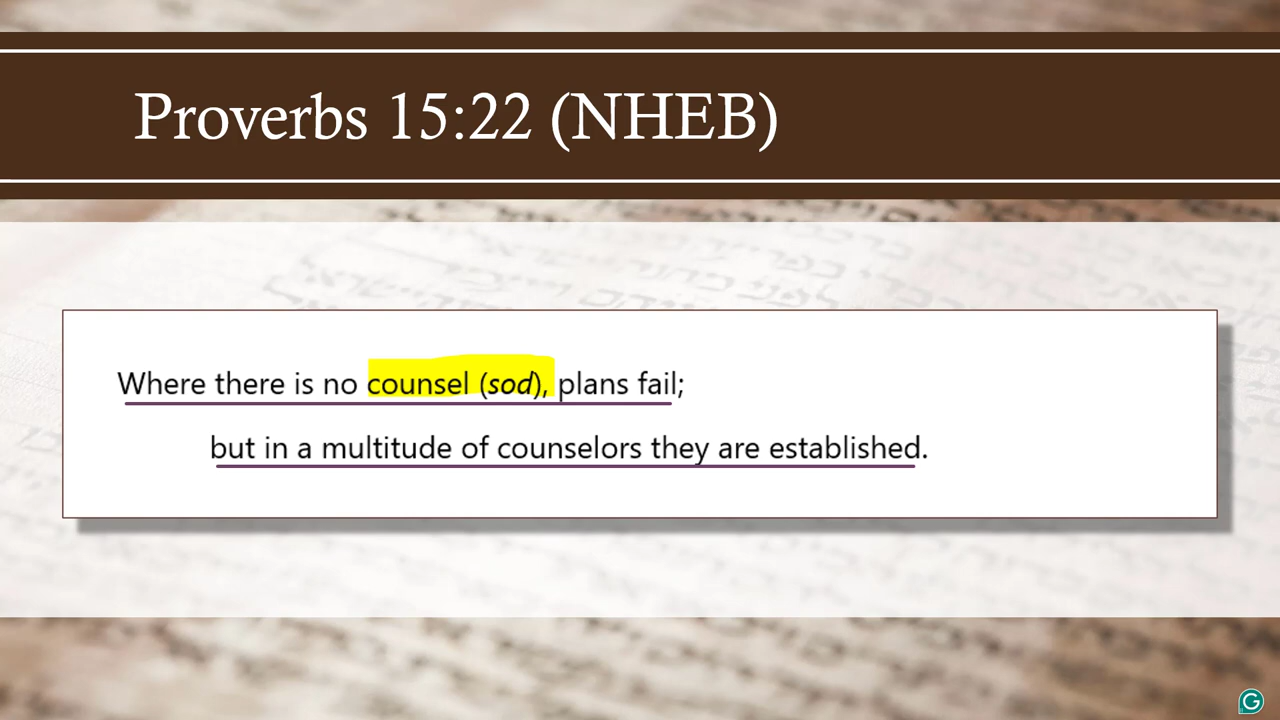 Proverbs 15:22 (NHEB)
Where there is no counsel (sod), plans fail;
but in a multitude of counselors they are established.